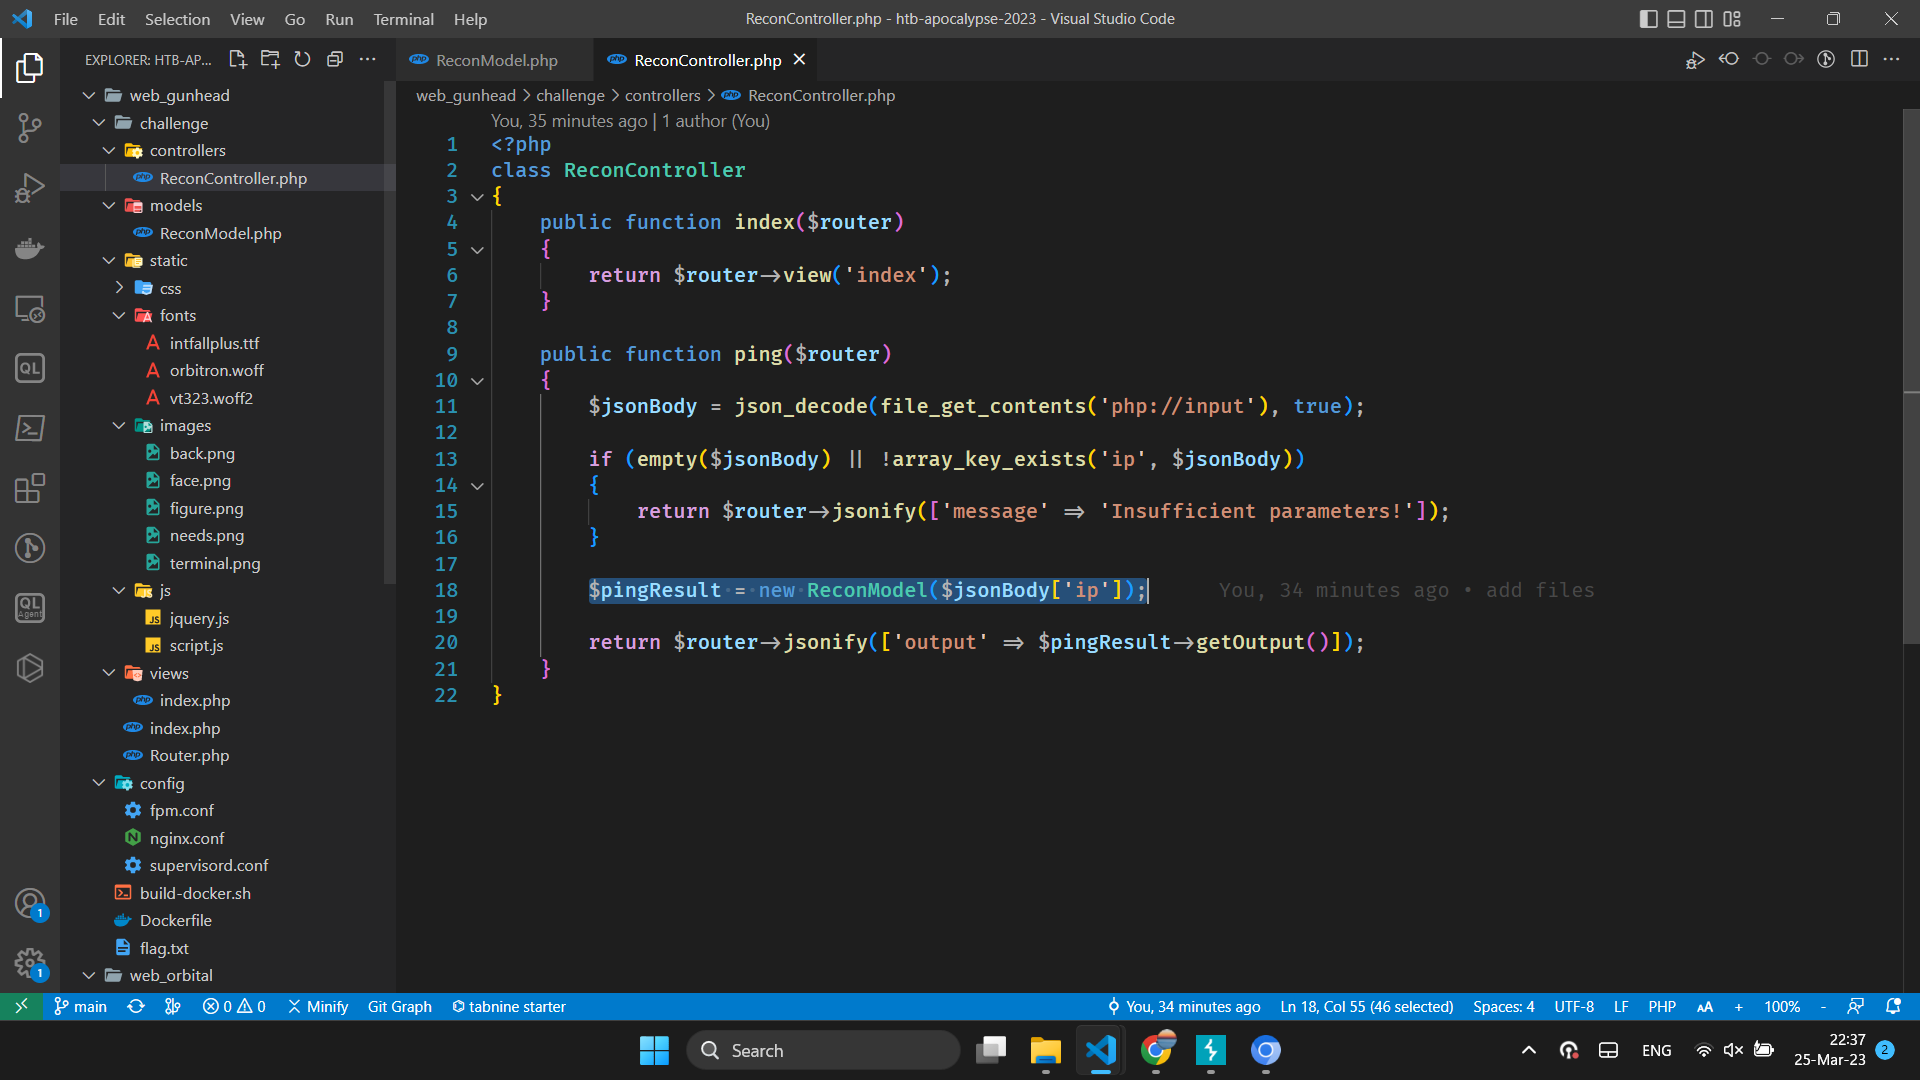 File Edit Selection View Go Run Terminal Help
ReconController.php - htb-apocalypse-2023 - Visual Studio Code
EXPLORER: HTB-AP...
web_gunhead
challenge
controllers
ReconController.php
models
ReconModel.php
static
css
fonts
intfallplus.ttf
orbitron.woff
vt323.woff2
images
back.png
face.png
figure.png
needs.png
terminal.png
js
jquery.js
script.js
views
index.php
index.php
Router.php
config
fpm.conf
nginx.conf
supervisord.conf
build-docker.sh
Dockerfile
flag.txt
web_orbital
QL
QL Agent
1
1
ReconModel.php
ReconController.php
web_gunhead > challenge > controllers > ReconController.php
You, 35 minutes ago | 1 author (You)
1 <?php
2 class ReconController
3 {
4 public function index($router)
5 {
6 return $router->view('index');
7 }
8
9 public function ping($router)
10 {
11 $jsonBody = json_decode(file_get_contents('php://input'), true);
12
13 if (empty($jsonBody) || !array_key_exists('ip', $jsonBody))
14 {
15 return $router->jsonify(['message' => 'Insufficient parameters!']);
16 }
17
18 $pingResult = new ReconModel($jsonBody['ip']); You, 34 minutes ago • add files
19
20 return $router->jsonify(['output' => $pingResult->getOutput()]);
21 }
22 }
main 0 0 Minify Git Graph tabnine starter
You, 34 minutes ago Ln 18, Col 55 (46 selected) Spaces: 4 UTF-8 LF PHP AA + 100% -
Search
ENG
22:37
25-Mar-23
2